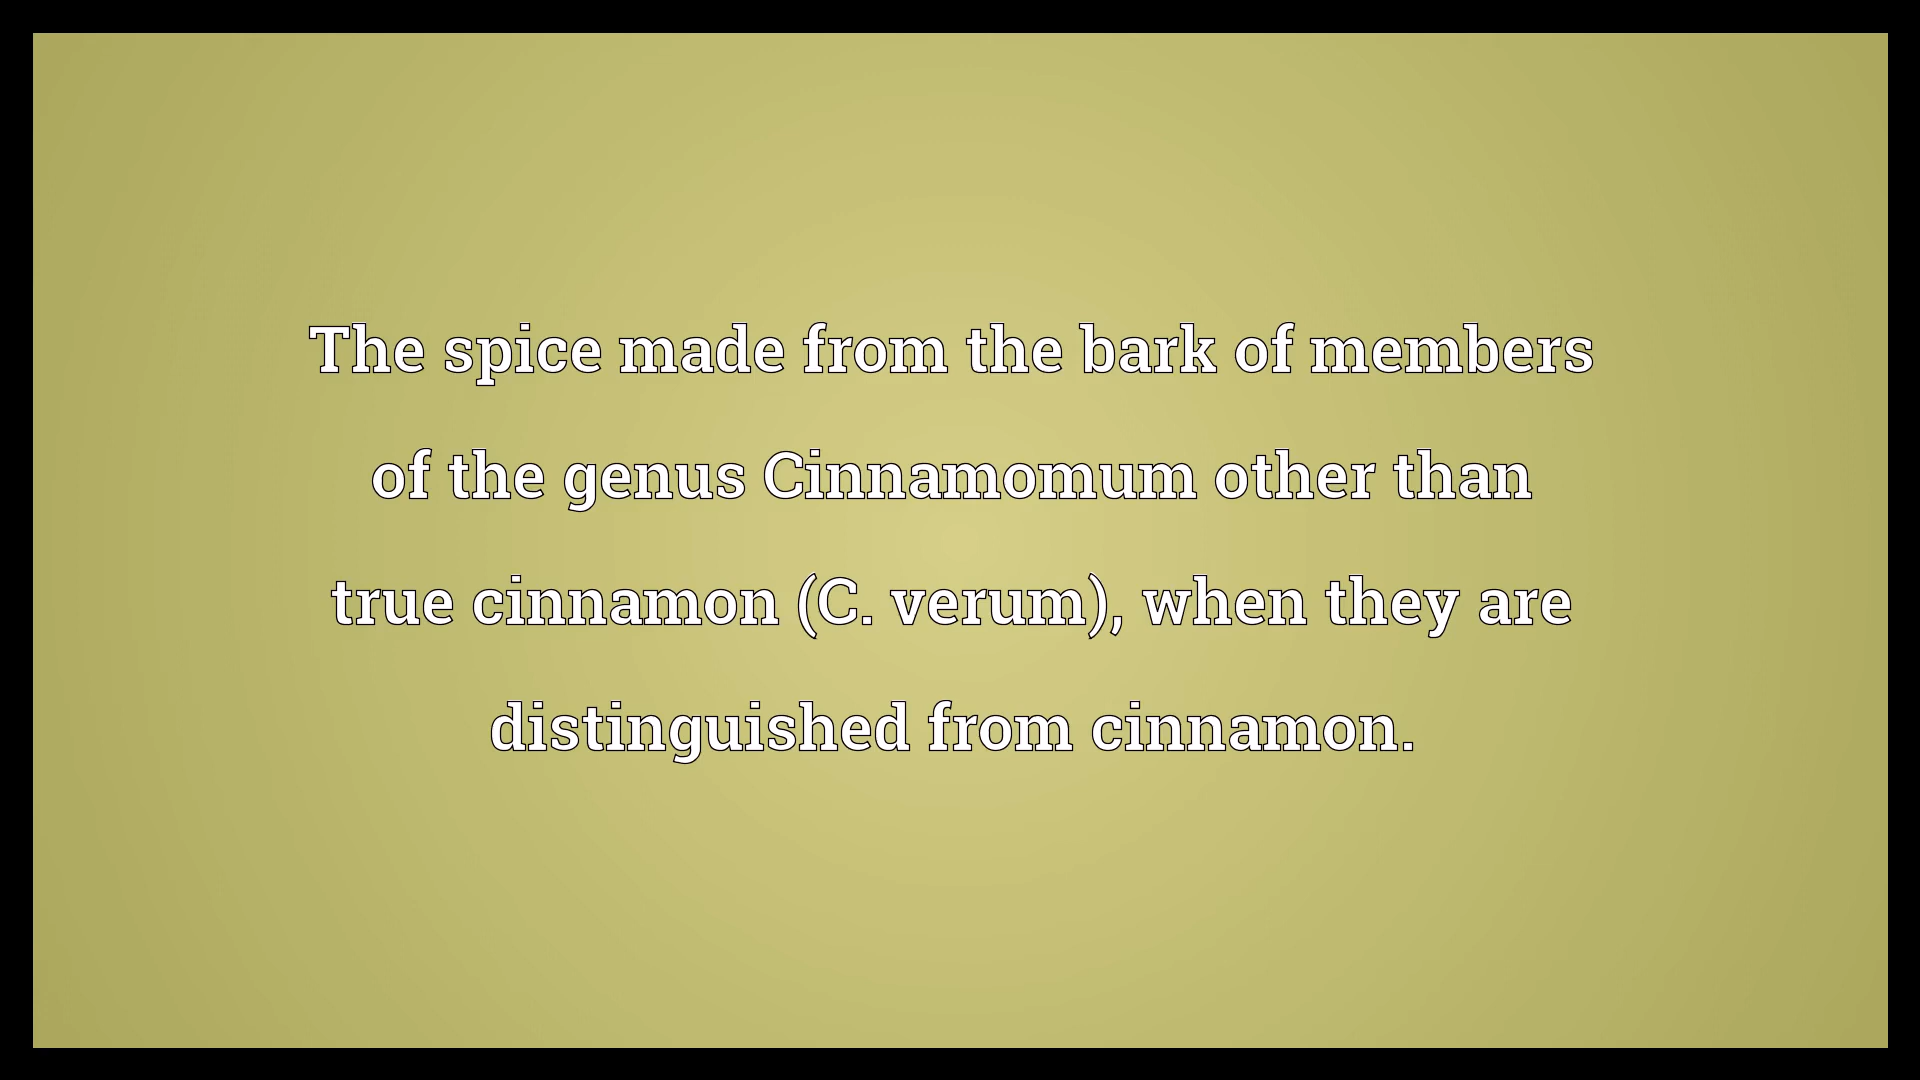 The spice made from the bark of members
of the genus Cinnamomum other than
true cinnamon (C. verum), when they are
distinguished from cinnamon.